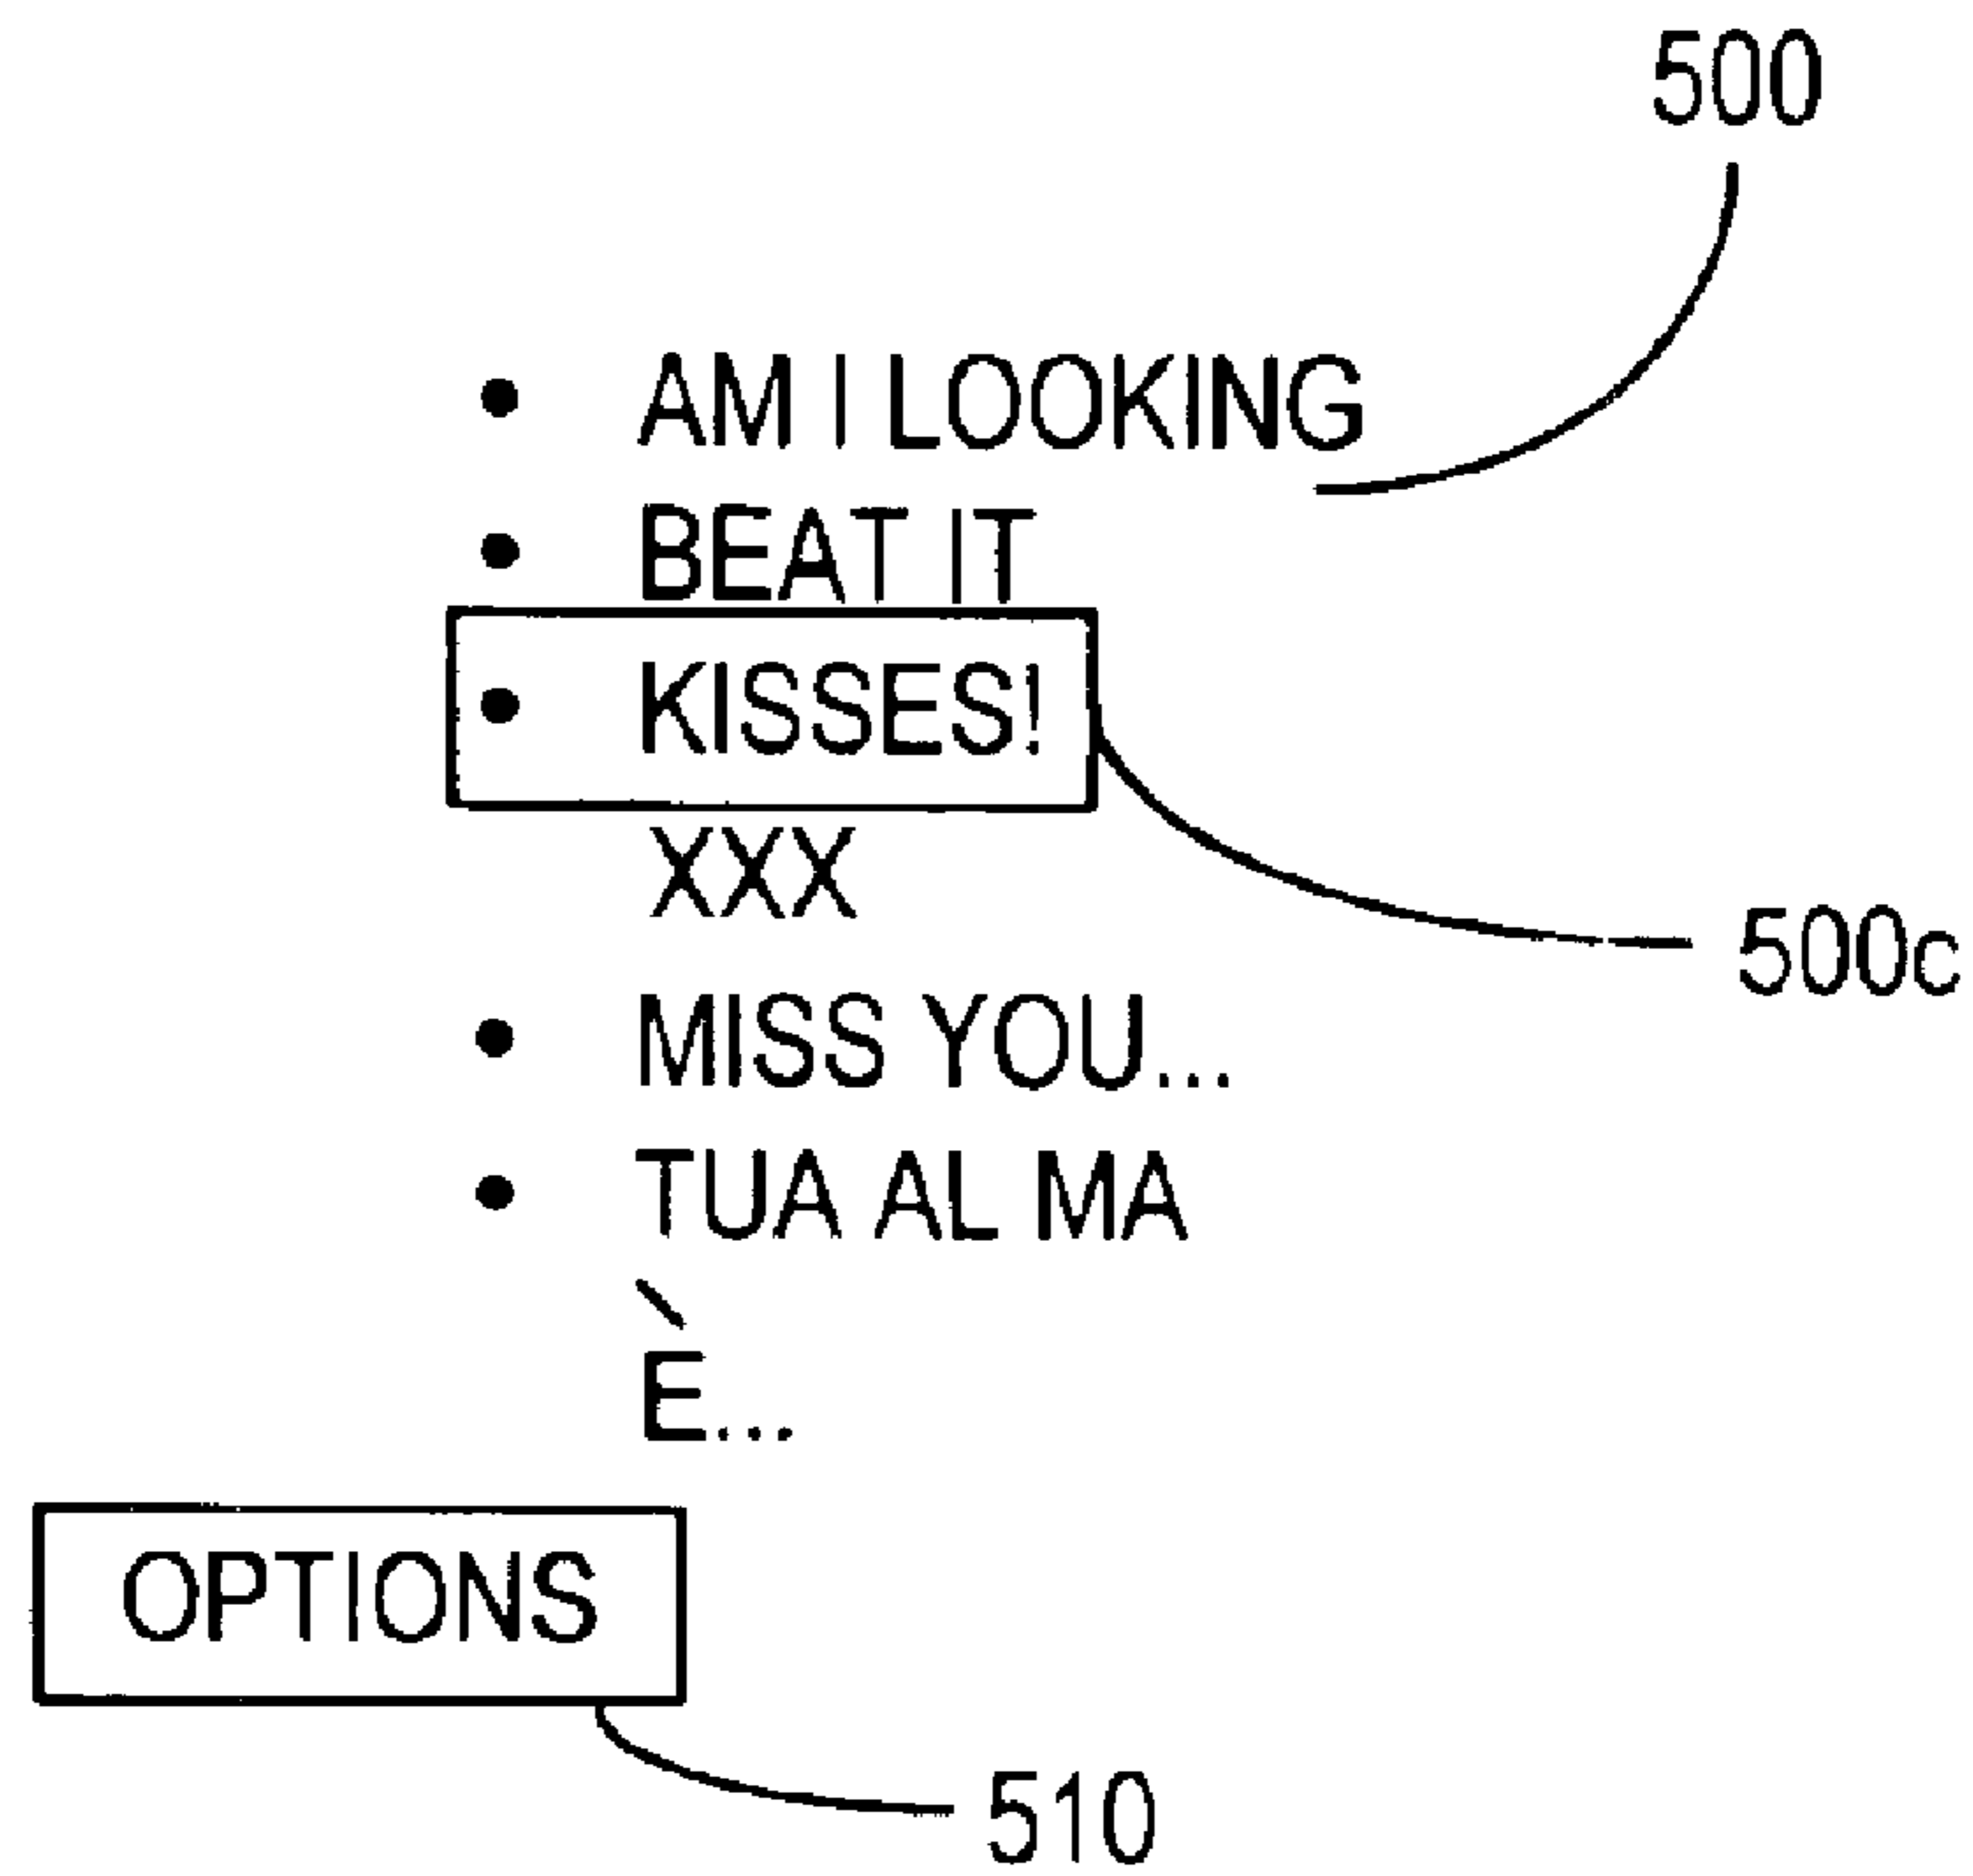 500
• AM I LOOKING
• BEAT IT
• KISSES!
XXX
500c
• MISS YOU...
• TUA AL MA
\
E...
OPTIONS
510